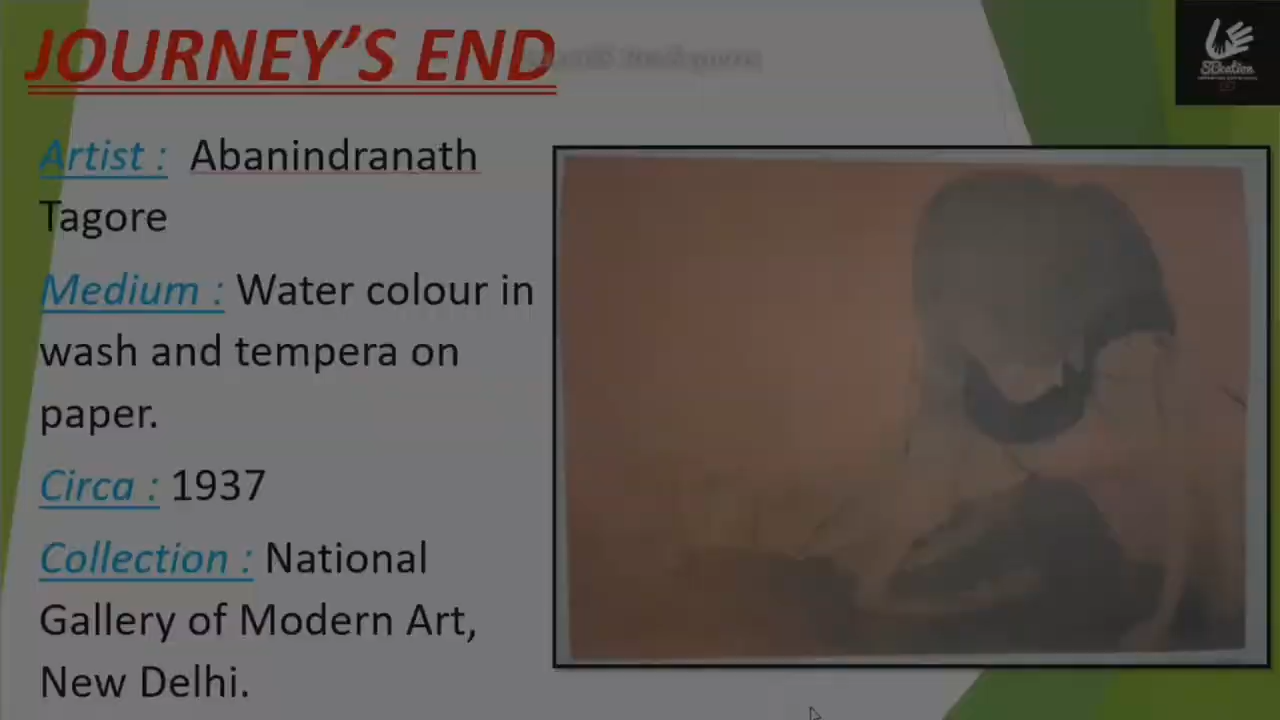 JOURNEY'S END
Artist : Abanindranath
Tagore
Medium : Water colour in
wash and tempera on
paper.
Circa : 1937
Collection : National
Gallery of Modern Art,
New Delhi.